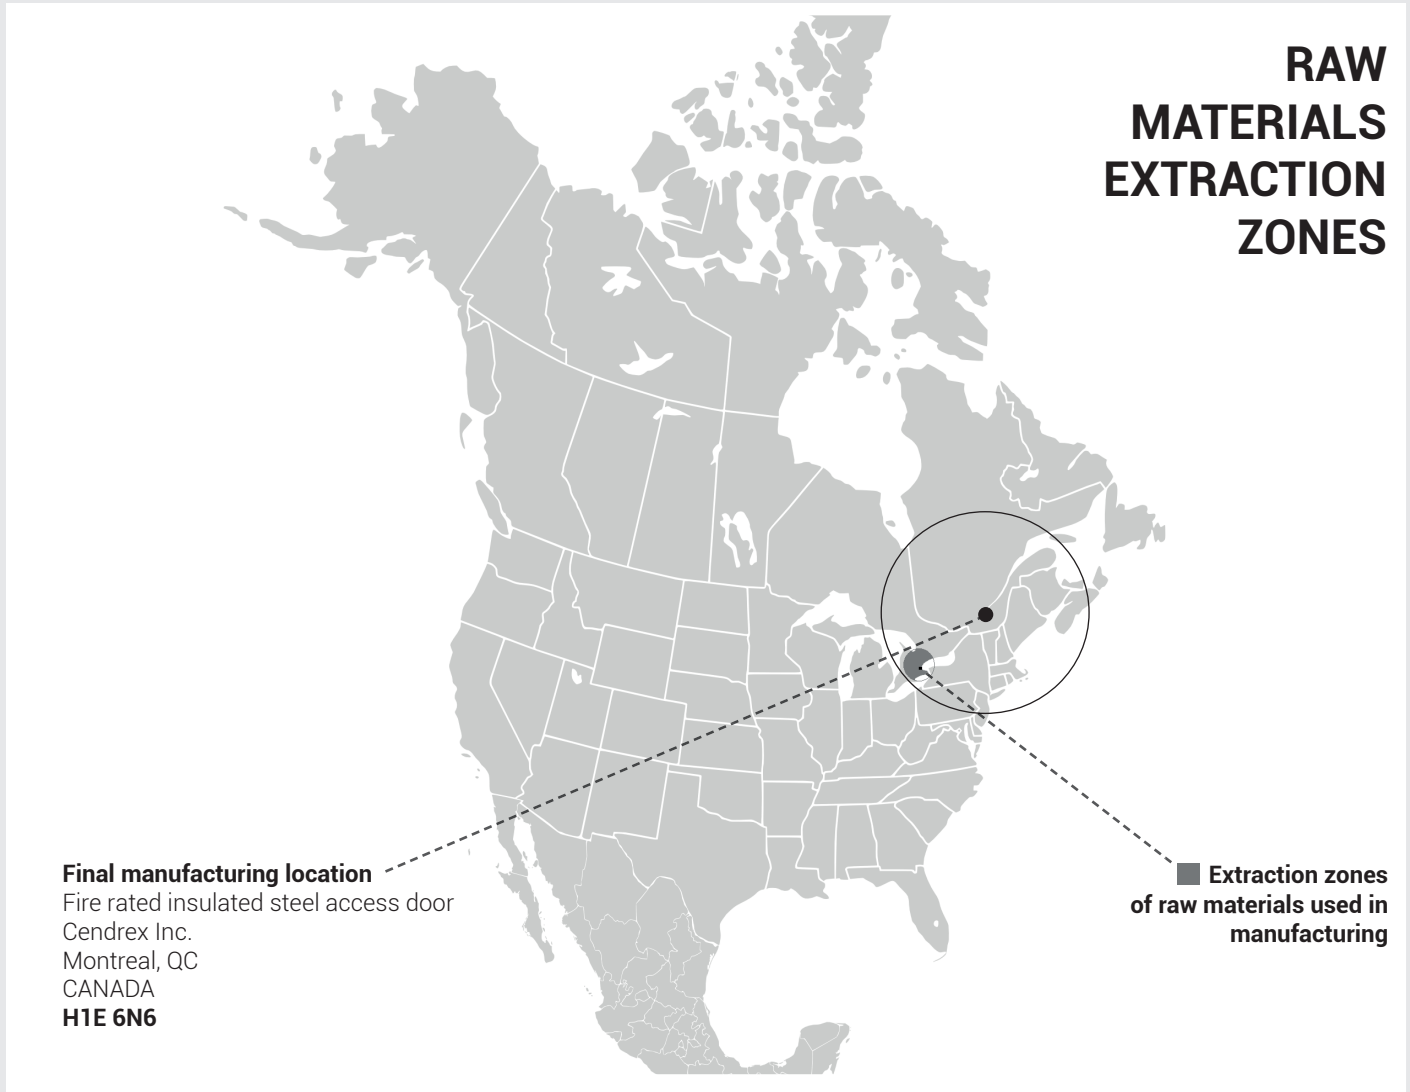 RAW
MATERIALS
EXTRACTION
ZONES
Final manufacturing location
Fire rated insulated steel access door
Cendrex Inc.
Montreal, QC
CANADA
H1E 6N6
Extraction zones
of raw materials used in
manufacturing